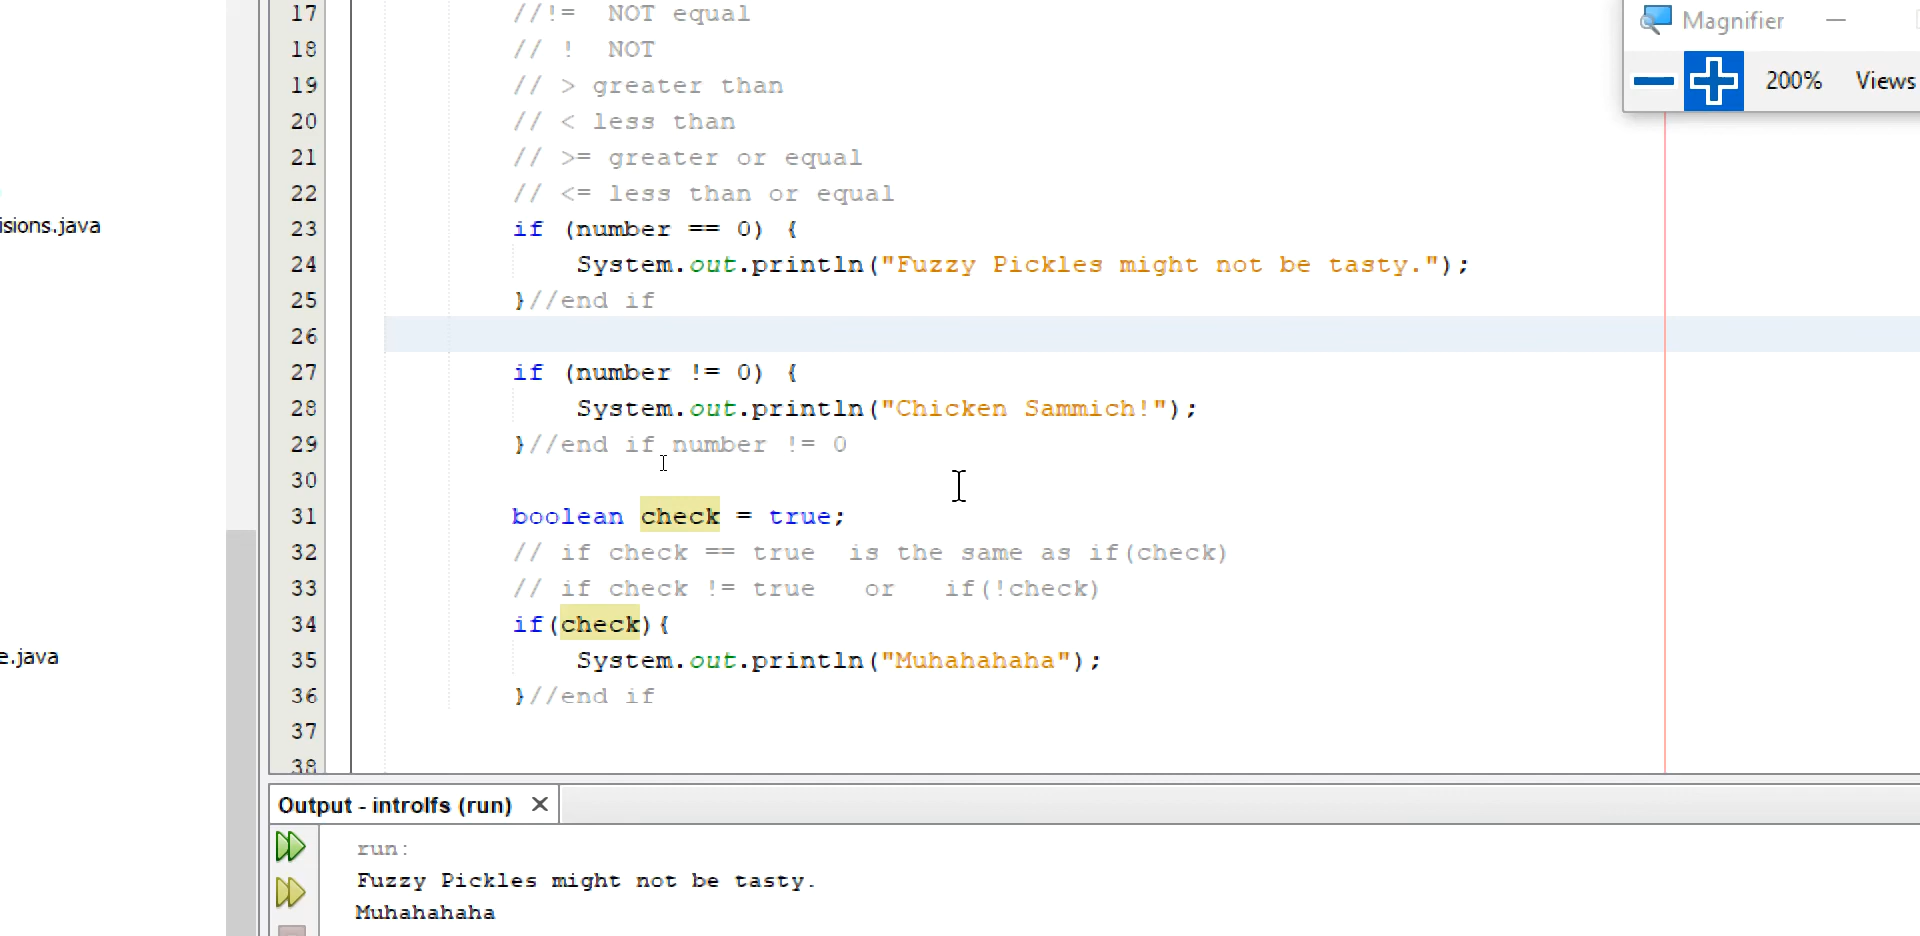 17 //!=  NOT equal
18 // !  NOT
19 // > greater than
20 // < less than
21 // >= greater or equal
22 // <= less than or equal
23 if (number == 0) {
24 System.out.println("Fuzzy Pickles might not be tasty.");
25 }//end if
26
27 if (number != 0) {
28 System.out.println("Chicken Sammich!");
29 }//end if number != 0
30
31 boolean check = true;
32 // if check == true  is the same as if(check)
33 // if check != true   or   if(!check)
34 if(check){
35 System.out.println("Muhahahaha");
36 }//end if
37
38
isions.java
e.java
Magnifier
200% Views
Output - introIfs (run)
run:
Fuzzy Pickles might not be tasty.
Muhahahaha